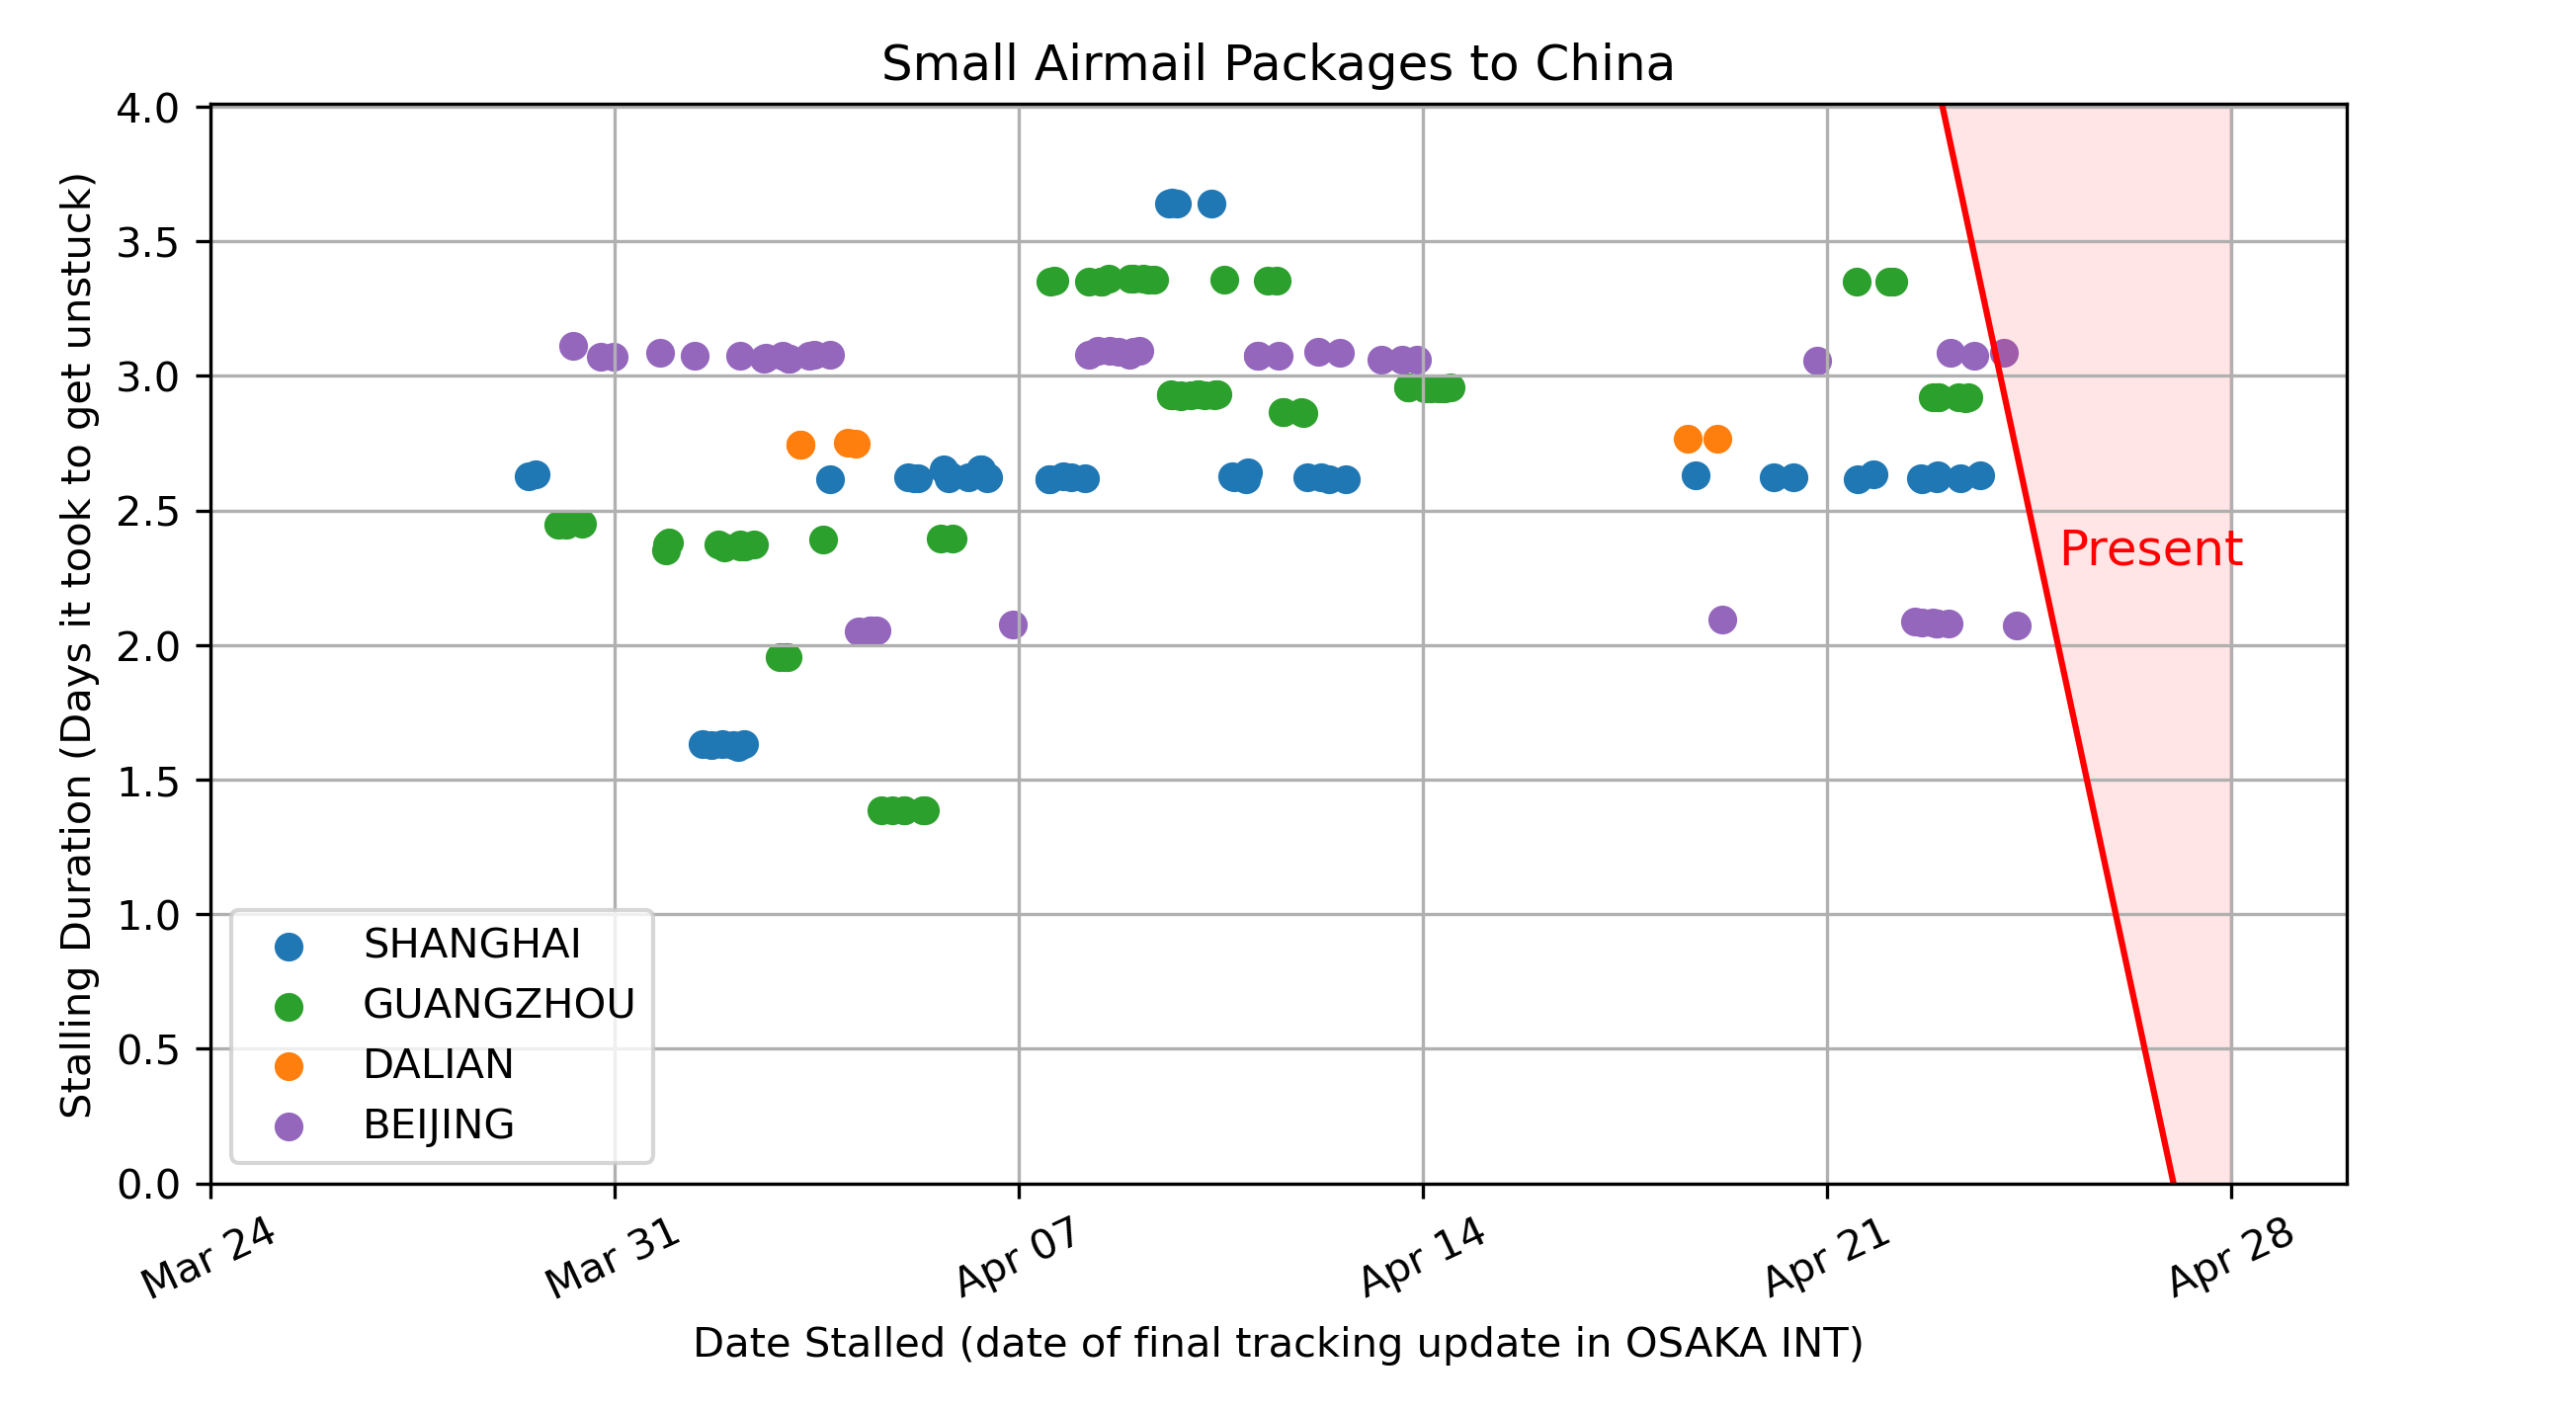 Small Airmail Packages to China
Stalling Duration (Days it took to get unstuck)
4.0
3.5
3.0
2.5
2.0
1.5
1.0
0.5
0.0
Present
SHANGHAI
GUANGZHOU
DALIAN
BEIJING
Mar 24
Mar 31
Apr 07
Apr 14
Apr 21
Apr 28
Date Stalled (date of final tracking update in OSAKA INT)